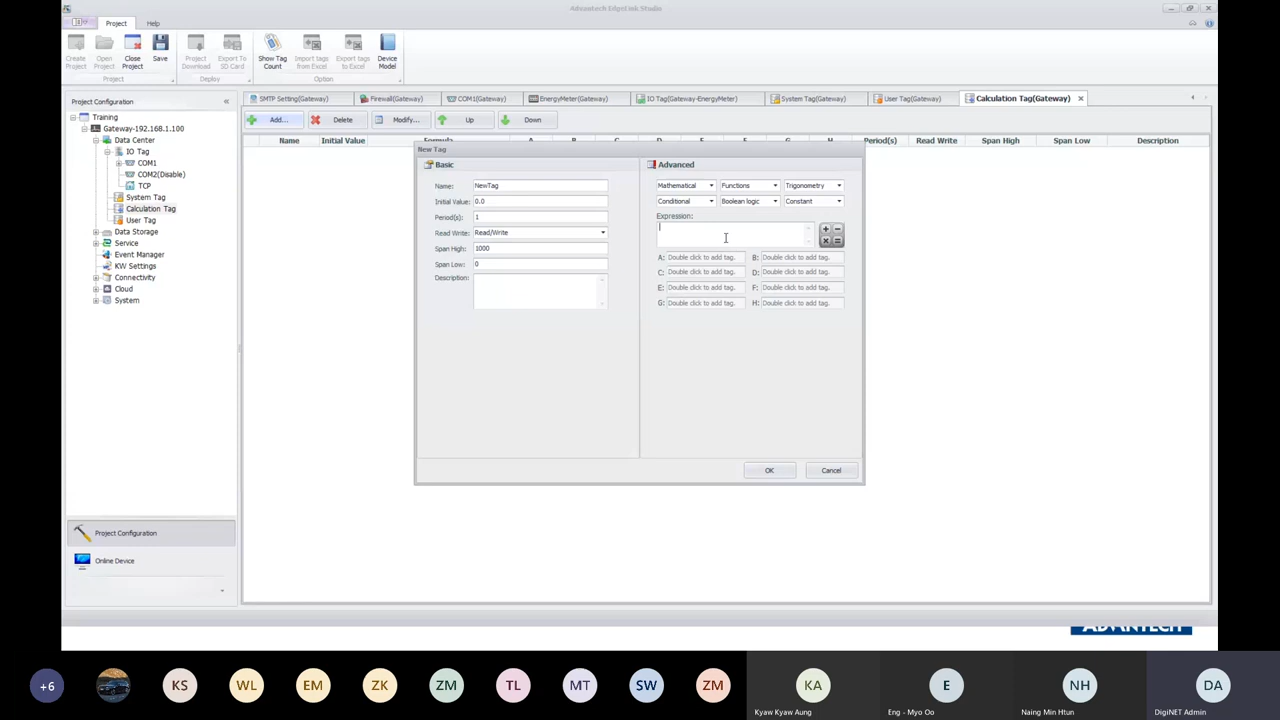 Advantech EdgeLink Studio
Project Help
Create Project
Open Project
Close Project
Save
Project Download
Export To SD Card
Show Tag Count
Import tags from Excel
Export tags to Excel
Device Model
Project Deploy Option
Project Configuration «
SMTP Setting(Gateway) Firewall(Gateway) COM1(Gateway) EnergyMeter(Gateway) IO Tag(Gateway-EnergyMeter) System Tag(Gateway) User Tag(Gateway) Calculation Tag(Gateway)
Add... Delete Modify... Up Down
Name Initial Value Formula A B C D E F G H Period(s) Read Write Span High Span Low Description
Training
Gateway-192.168.1.100
Data Center
IO Tag
COM1
COM2(Disable)
TCP
System Tag
Calculation Tag
User Tag
Data Storage
Service
Event Manager
KW Settings
Connectivity
Cloud
System
Project Configuration
Online Device
New Tag
Basic
Name: NewTag
Initial Value: 0.0
Period(s): 1
Read Write: Read/Write
Span High: 1000
Span Low: 0
Description:
Advanced
Mathematical Functions Trigonometry
Conditional Boolean logic Constant
Expression:
+ -
x =
A: Double click to add tag. B: Double click to add tag.
C: Double click to add tag. D: Double click to add tag.
E: Double click to add tag. F: Double click to add tag.
G: Double click to add tag. H: Double click to add tag.
OK Cancel
ADVANTECH
+6 KS WL EM ZK ZM TL MT SW ZM KA E NH DA
Kyaw Kyaw Aung Eng - Myo Oo Naing Min Htun DigiNET Admin